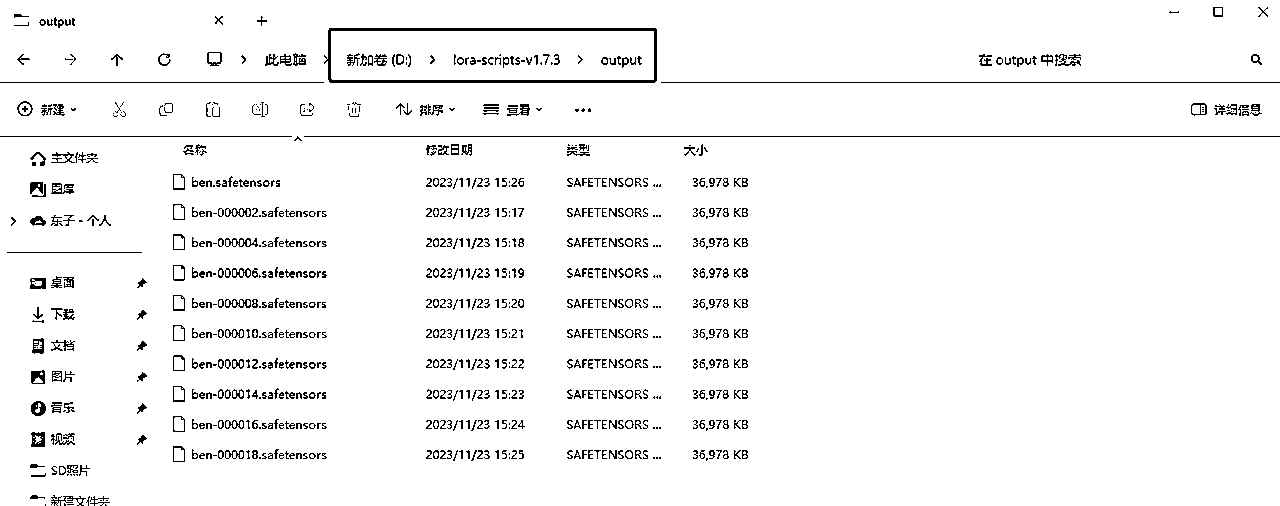 output
此电脑 新加卷 (D:) lora-scripts-v1.7.3 output 在 output 中搜索
新建 排序 查看 ... 详细信息
名称 修改日期 类型 大小
主文件夹
图库
东子 - 个人
桌面
下载
文档
图片
音乐
视频
SD照片
新建文件夹
ben.safetensors 2023/11/23 15:26 SAFETENSORS ... 36,978 KB
ben-000002.safetensors 2023/11/23 15:17 SAFETENSORS ... 36,978 KB
ben-000004.safetensors 2023/11/23 15:18 SAFETENSORS ... 36,978 KB
ben-000006.safetensors 2023/11/23 15:19 SAFETENSORS ... 36,978 KB
ben-000008.safetensors 2023/11/23 15:20 SAFETENSORS ... 36,978 KB
ben-000010.safetensors 2023/11/23 15:21 SAFETENSORS ... 36,978 KB
ben-000012.safetensors 2023/11/23 15:22 SAFETENSORS ... 36,978 KB
ben-000014.safetensors 2023/11/23 15:23 SAFETENSORS ... 36,978 KB
ben-000016.safetensors 2023/11/23 15:24 SAFETENSORS ... 36,978 KB
ben-000018.safetensors 2023/11/23 15:25 SAFETENSORS ... 36,978 KB